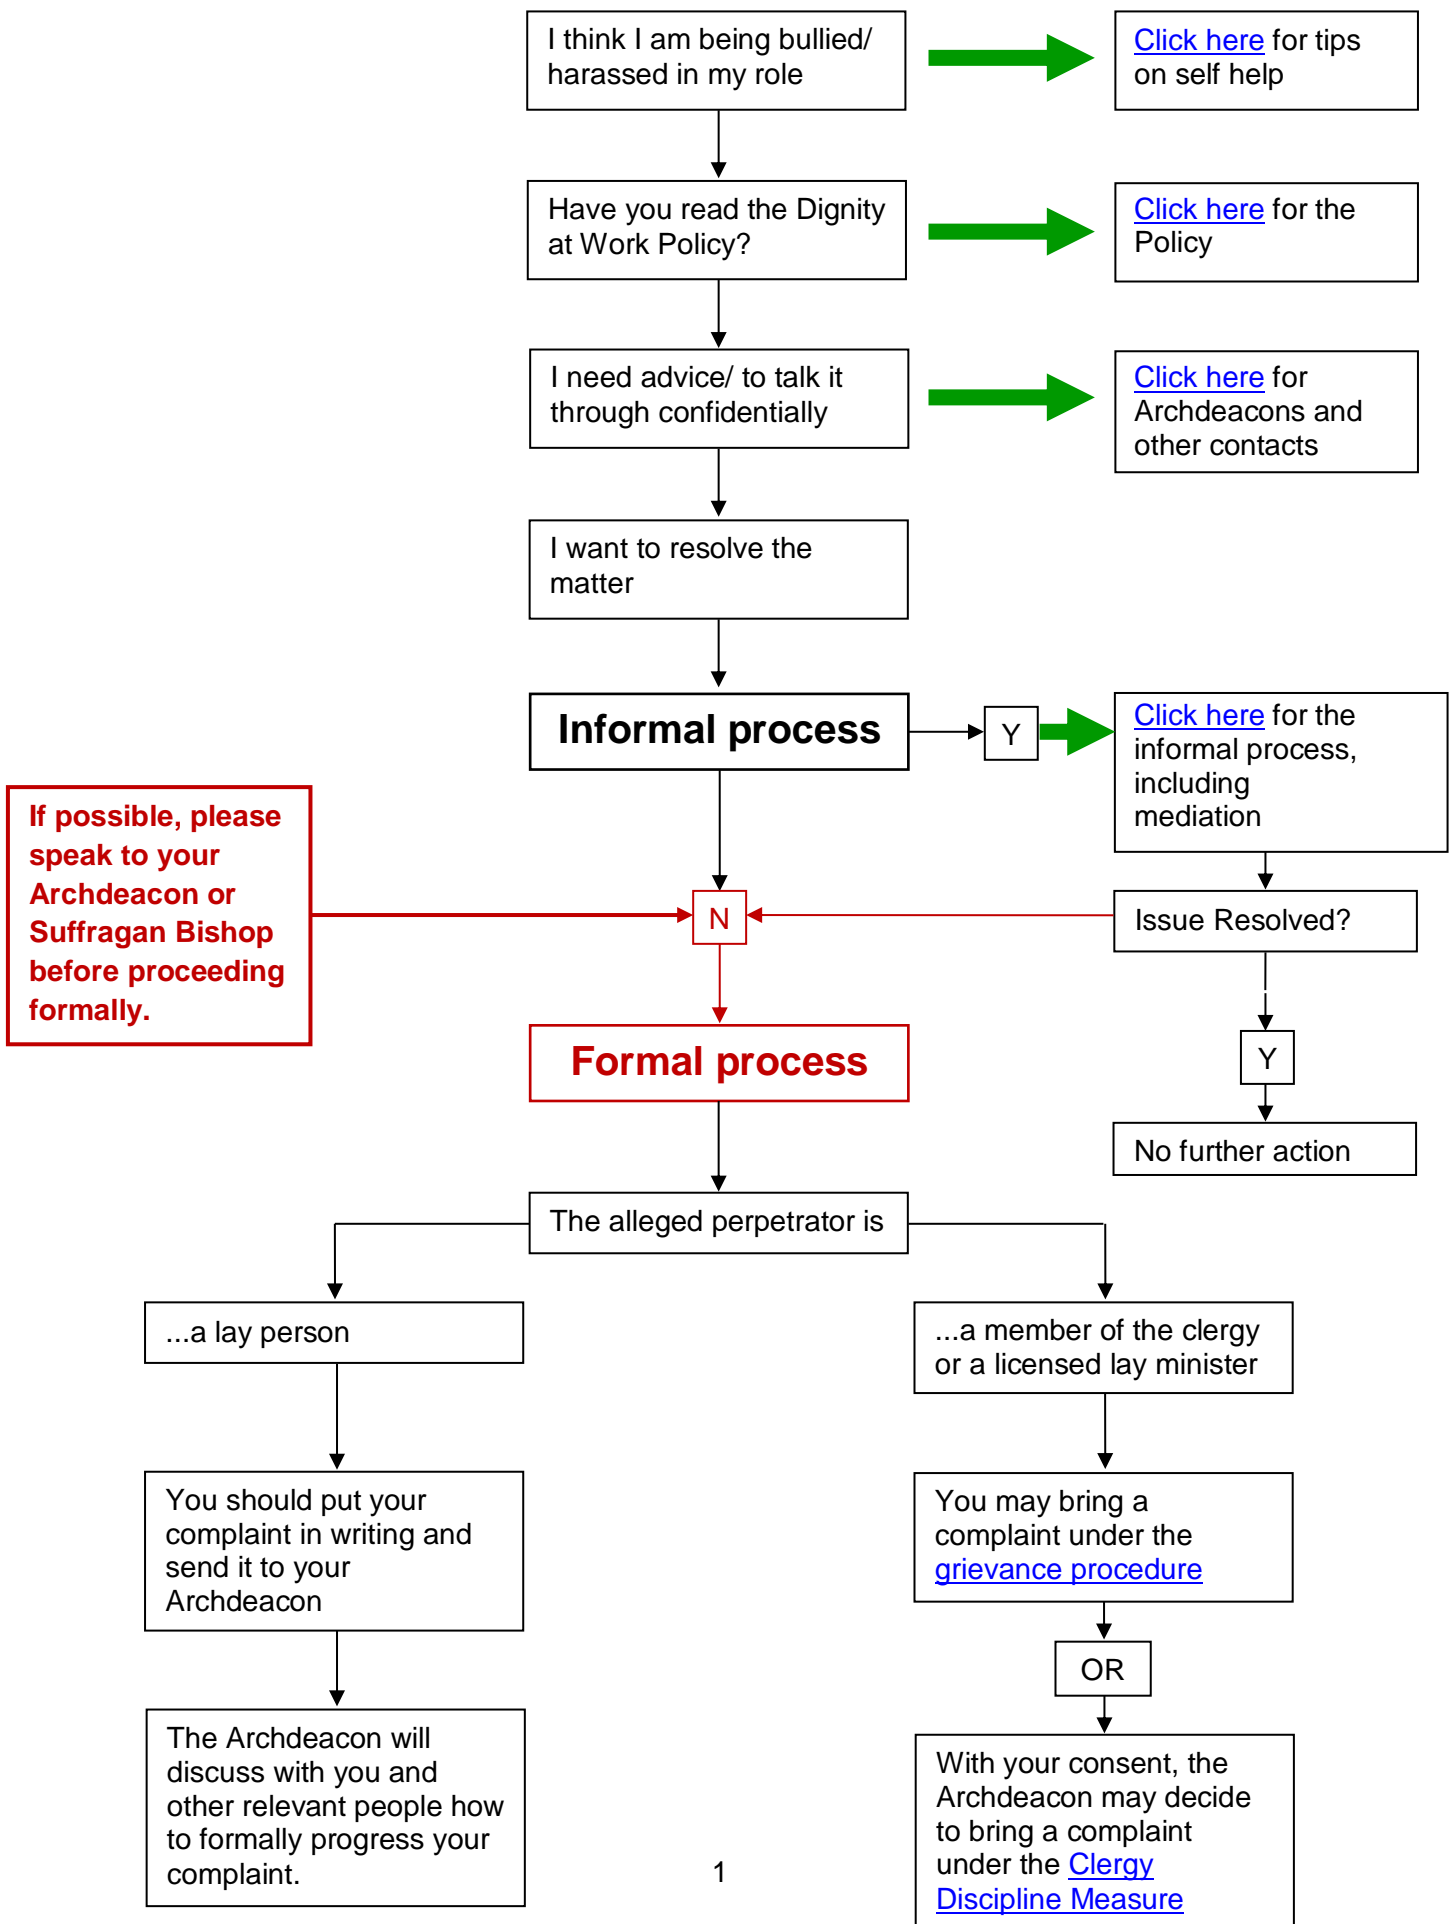 I think I am being bullied/
harassed in my role
Click here for tips
on self help
Have you read the Dignity
at Work Policy?
Click here for the
Policy
I need advice/ to talk it
through confidentially
Click here for
Archdeacons and
other contacts
I want to resolve the
matter
Informal process
Y
Click here for the
informal process,
including
mediation
If possible, please
speak to your
Archdeacon or
Suffragan Bishop
before proceeding
formally.
N
Issue Resolved?
Formal process
Y
No further action
The alleged perpetrator is
...a lay person
...a member of the clergy
or a licensed lay minister
You should put your
complaint in writing and
send it to your
Archdeacon
You may bring a
complaint under the
grievance procedure
OR
The Archdeacon will
discuss with you and
other relevant people how
to formally progress your
complaint.
With your consent, the
Archdeacon may decide
to bring a complaint
under the Clergy
Discipline Measure
1